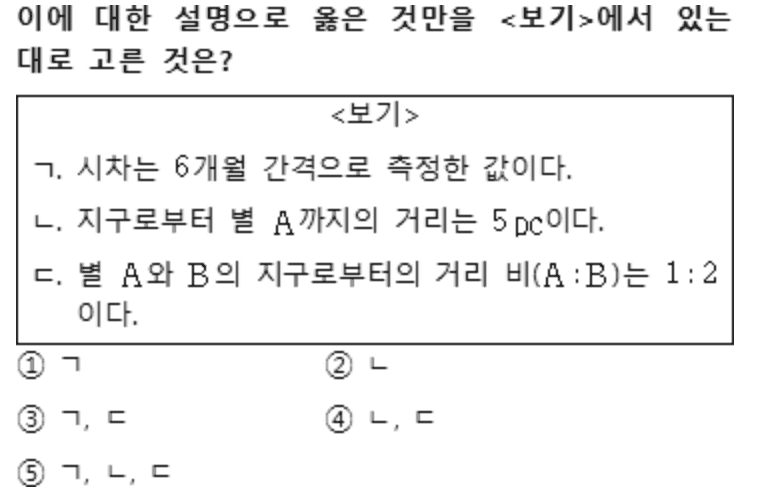 이에 대한 설명으로 옳은 것만을 <보기>에서 있는
대로 고른 것은?
<보기>
ㄱ. 시차는 6개월 간격으로 측정한 값이다.
ㄴ. 지구로부터 별 A까지의 거리는 5pc이다.
ㄷ. 별 A와 B의 지구로부터의 거리 비(A:B)는 1:2
이다.
① ㄱ ② ㄴ
③ ㄱ, ㄷ ④ ㄴ, ㄷ
⑤ ㄱ, ㄴ, ㄷ